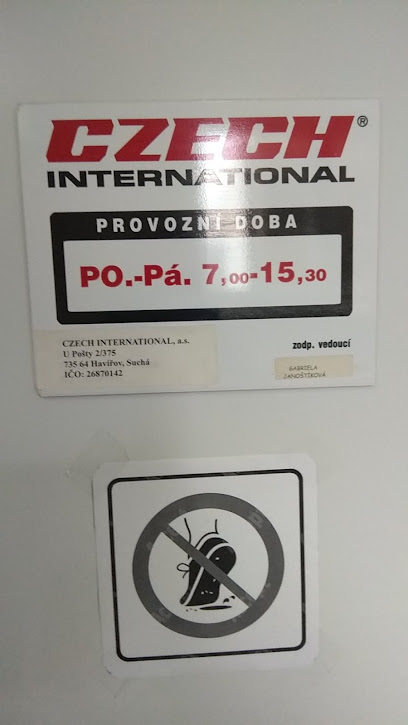 CZECH®
INTERNATIONAL
PROVOZNÍ DOBA
PO.-Pá. 7,00-15,30
CZECH INTERNATIONAL, a.s.
U Pošty 2/375
735 64 Havířov, Suchá
IČO: 26870142
zodp. vedoucí
GABRIELA
JANOŠTÍKOVÁ